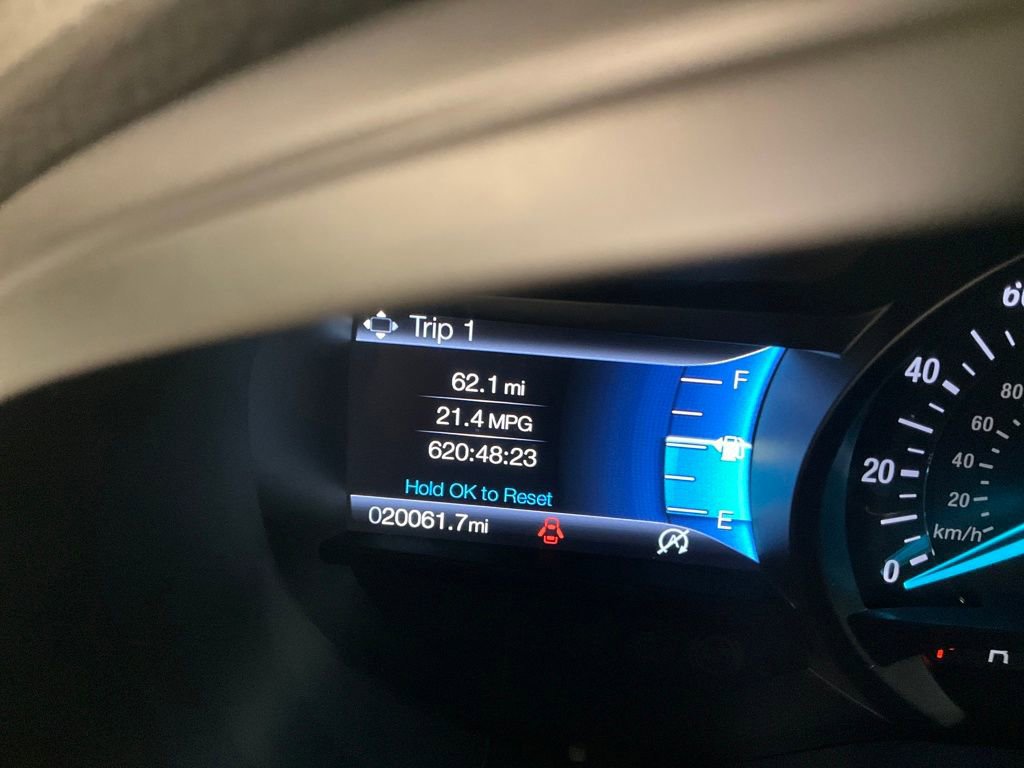 Trip 1
62.1 mi
21.4 MPG
620:48:23
Hold OK to Reset
020061.7mi
F
E
40
20
0
80
60
40
20
km/h